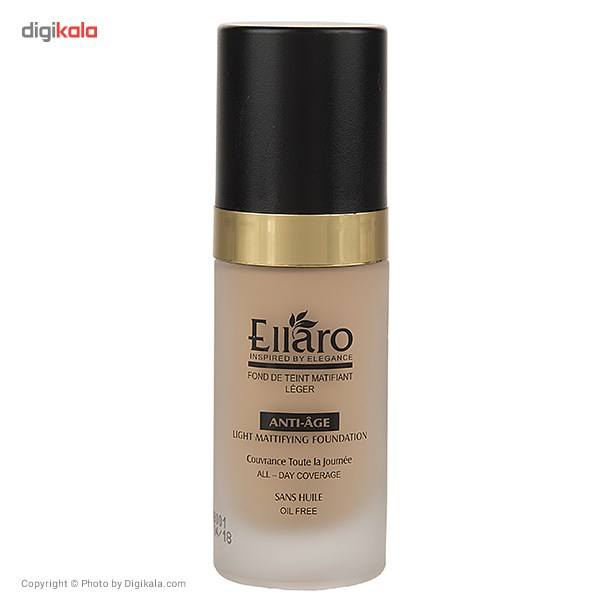 digikala
Ellaro
INSPIRED BY ELEGANCE
FOND DE TEINT MATIFIANT
LÉGER
ANTI-ÂGE
LIGHT MATTIFYING FOUNDATION
Couvrance Toute la Journée
ALL – DAY COVERAGE
SANS HUILE
OIL FREE
Copyright © Photo by Digikala.com